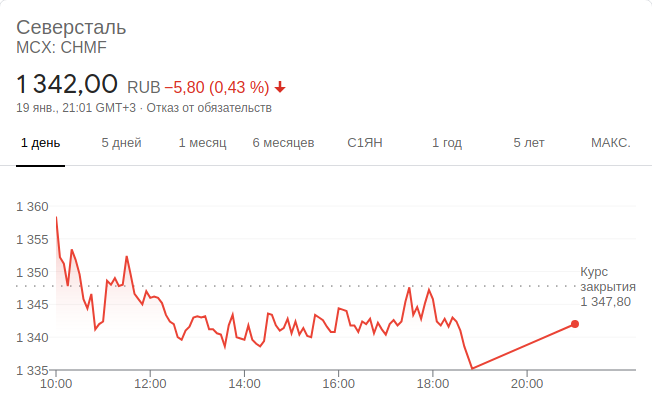 Северсталь
MCX: CHMF
1 342,00 RUB −5,80 (0,43 %)
19 янв., 21:01 GMT+3 · Отказ от обязательств
1 день 5 дней 1 месяц 6 месяцев С1ЯН 1 год 5 лет МАКС.
1 360
1 355
1 350
1 345
1 340
1 335
Курс
закрытия
1 347,80
10:00 12:00 14:00 16:00 18:00 20:00